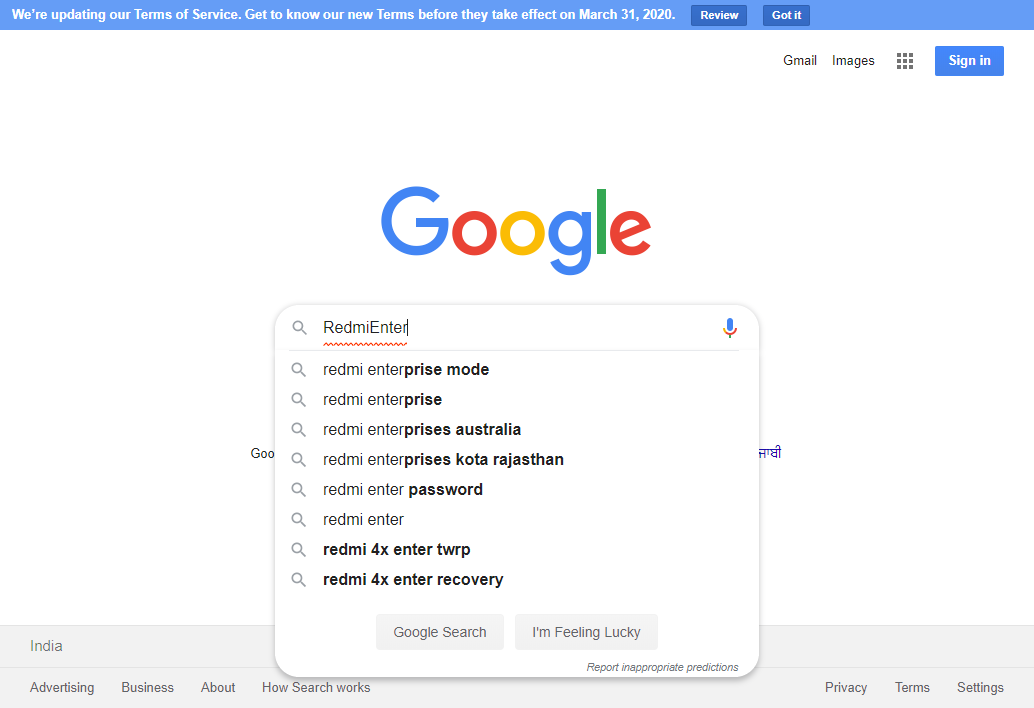 We're updating our Terms of Service. Get to know our new Terms before they take effect on March 31, 2020. Review Got it
Gmail Images Sign in
Google
RedmiEnter
redmi enterprise mode
redmi enterprise
redmi enterprises australia
redmi enterprises kota rajasthan
Goo ਜਾਬੀ
redmi enter password
redmi enter
redmi 4x enter twrp
redmi 4x enter recovery
Google Search I'm Feeling Lucky
India
Report inappropriate predictions
Advertising Business About How Search works Privacy Terms Settings